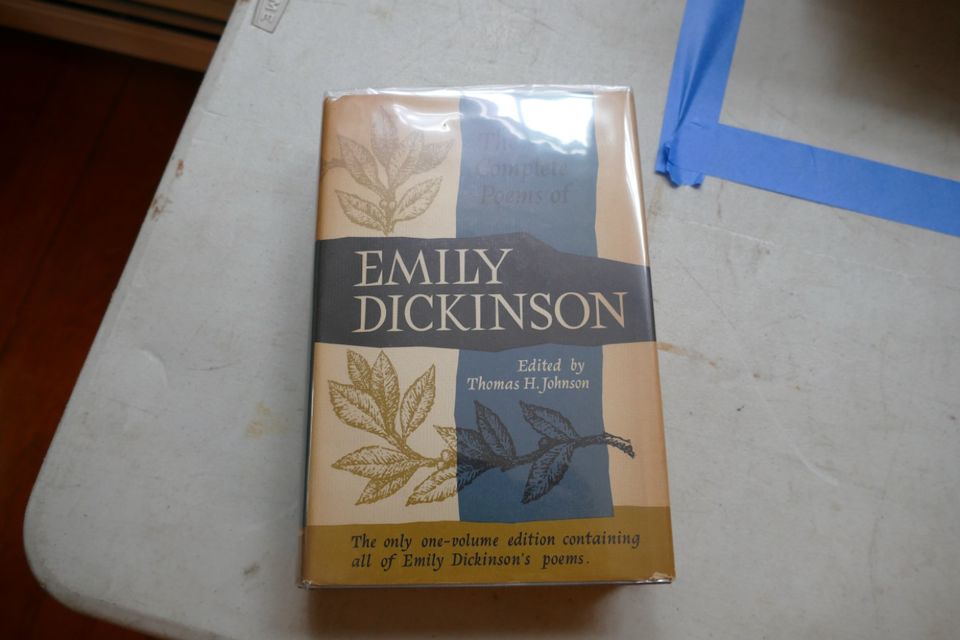 The
Complete
Poems of
EMILY
DICKINSON
Edited by
Thomas H. Johnson
The only one-volume edition containing
all of Emily Dickinson's poems.